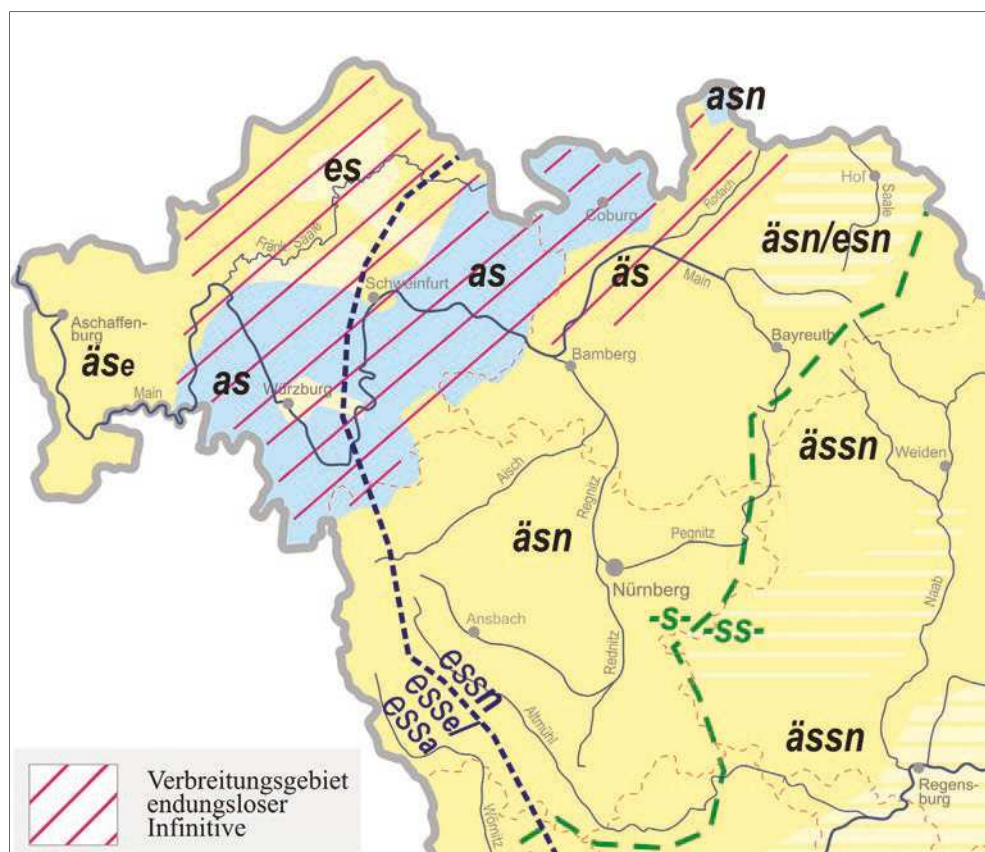 asn
es
Hof
Saale
Rodach
Coburg
äsn/esn
Fränk. Saale
as
äs
Main
Schweinfurt
Aschaffen-
burg
äse
Main
as
Würzburg
Bamberg
Bayreuth
ässn
Weiden
Aisch
Regnitz
äsn
Pegnitz
Nürnberg
Naab
-s-
-ss-
Ansbach
Rednitz
essn
esse/
essa
Altmühl
ässn
Wörnitz
Regens-
burg
Verbreitungsgebiet
endungsloser
Infinitive